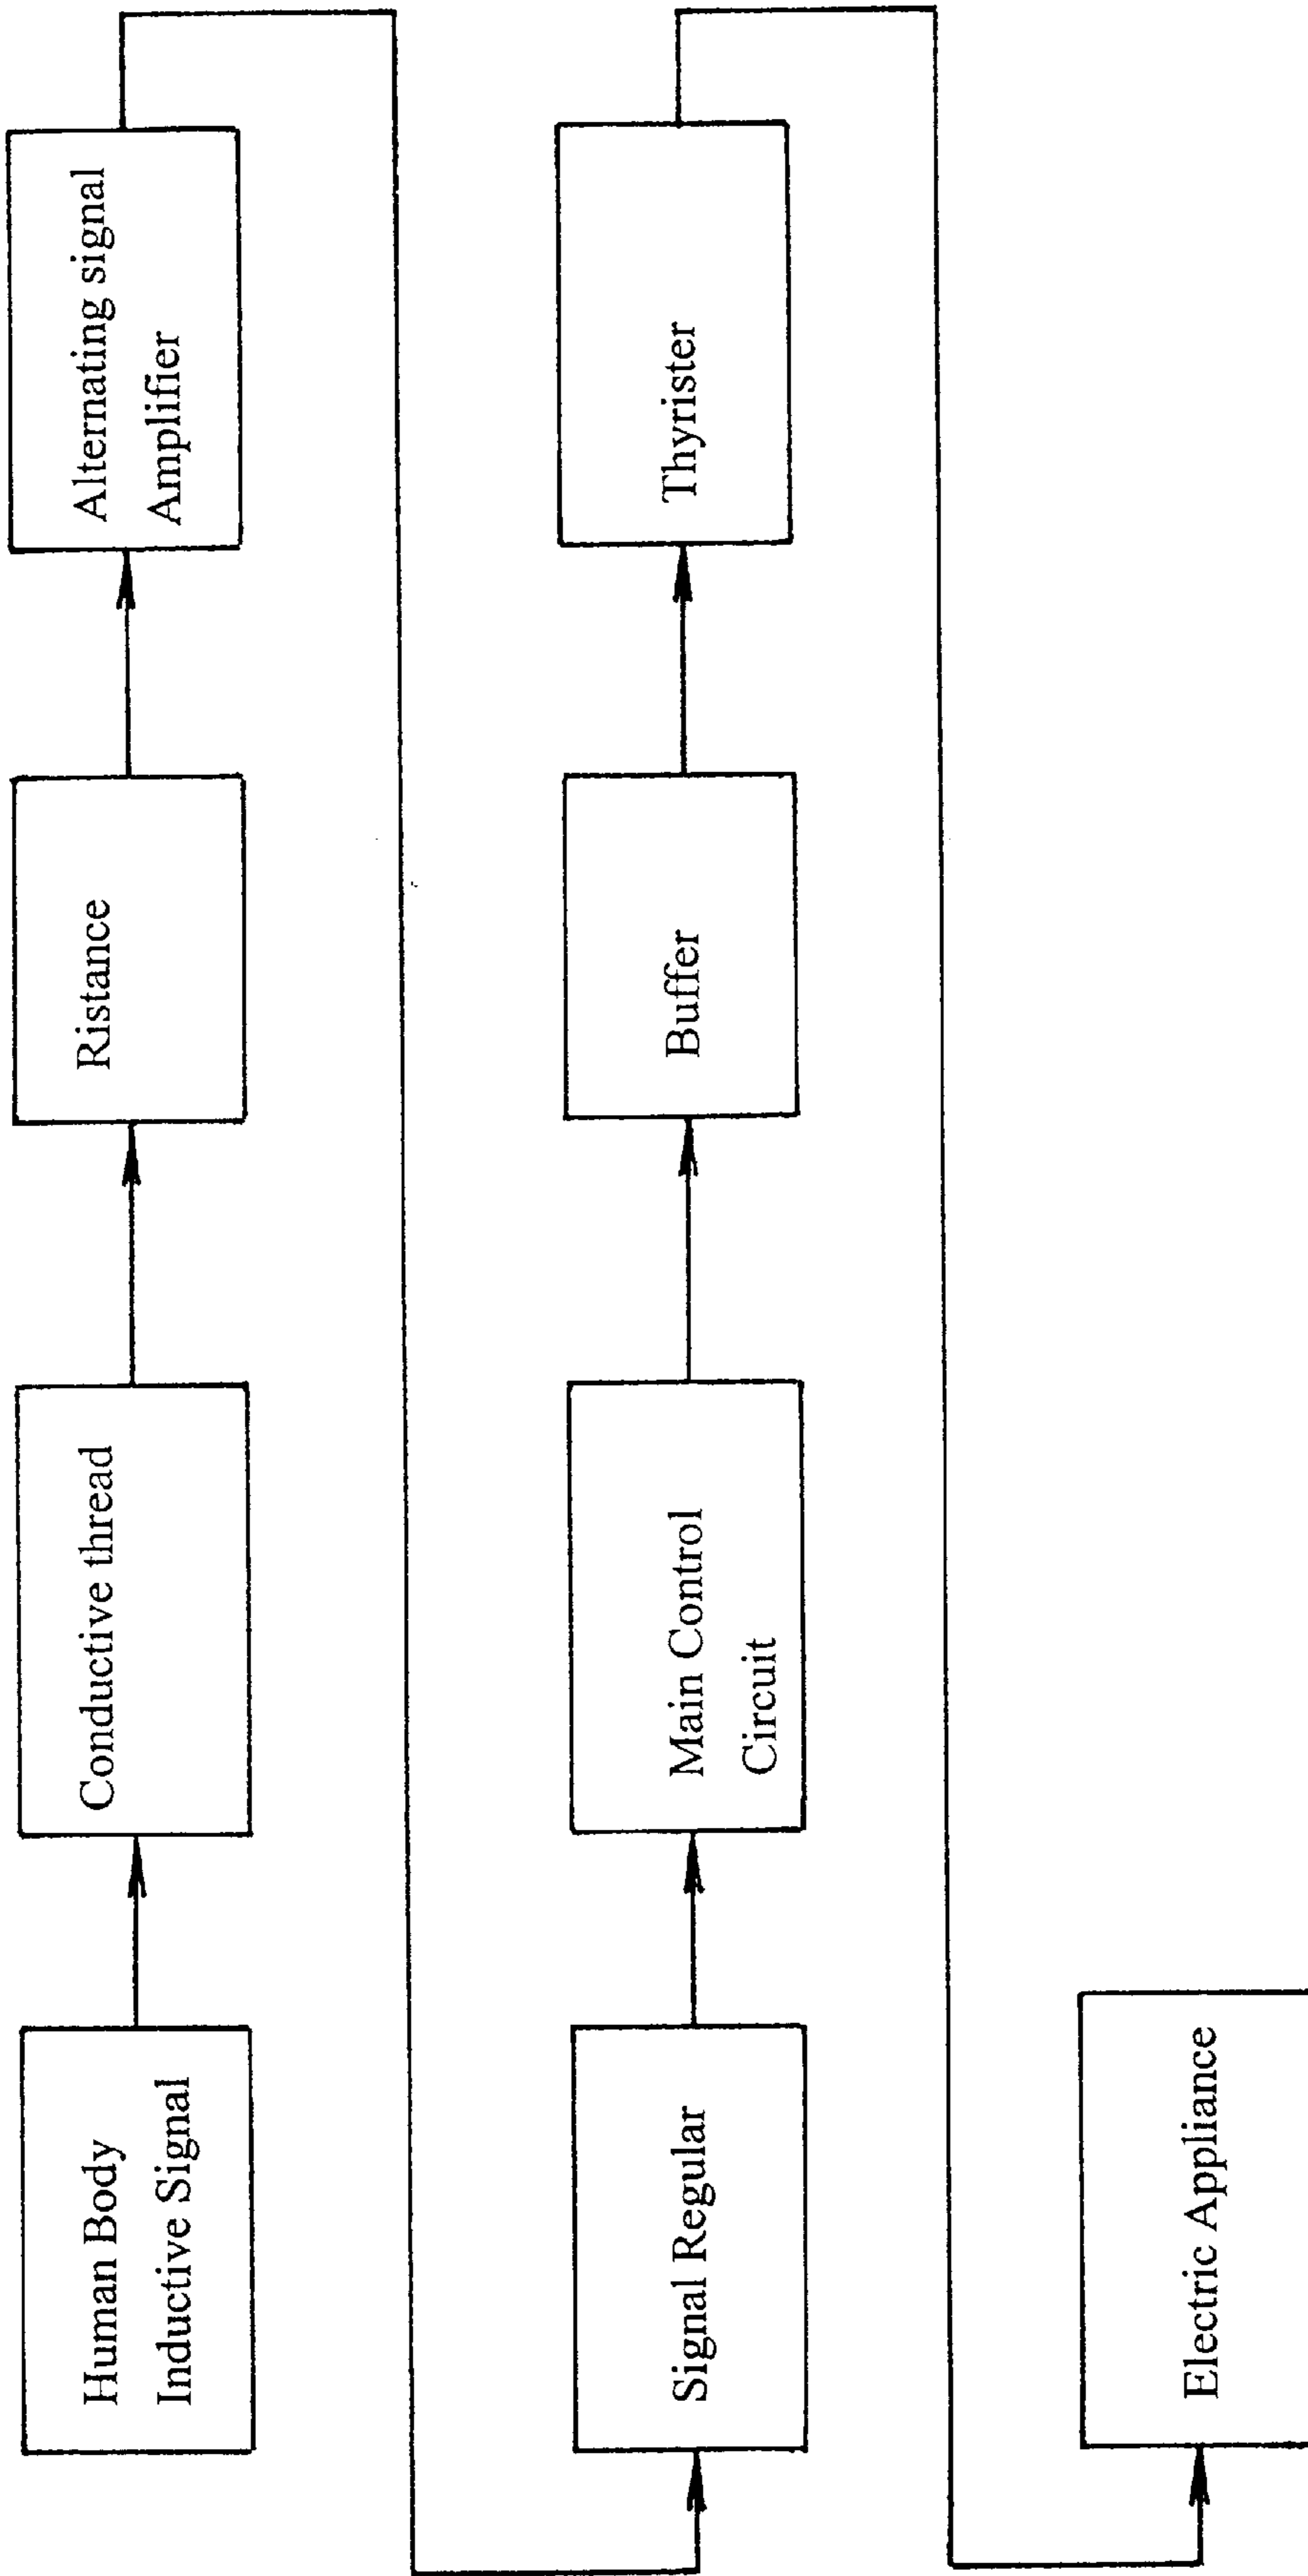 Human Body
Inductive Signal
Conductive thread
Ristance
Alternating signal
Amplifier
Signal Regular
Main Control
Circuit
Buffer
Thyrister
Electric Appliance